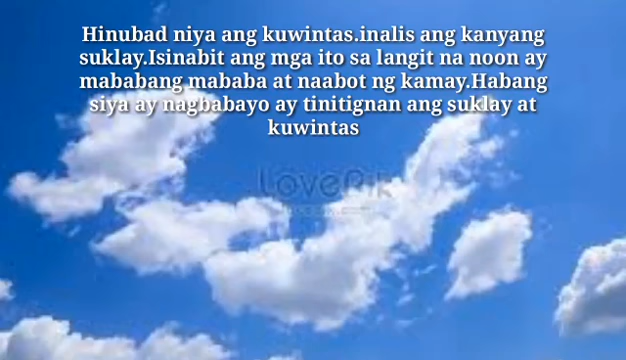 Hinubad niya ang kuwintas.inalis ang kanyang
suklay.Isinabit ang mga ito sa langit na noon ay
mababang mababa at naabot ng kamay.Habang
siya ay nagbabayo ay tinitignan ang suklay at
kuwintas
LovePik